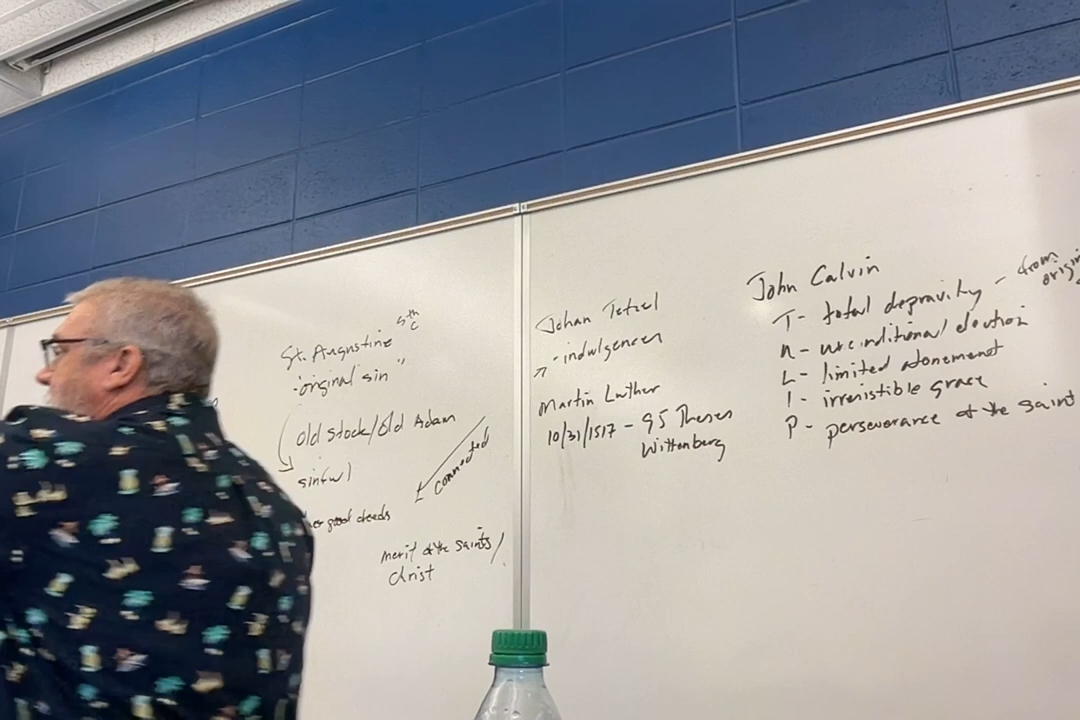 St. Augustine 5th c
"original sin"
old stock/old Adam
sinful
good deeds
connected
merit of the saints/
Christ
Johan Tetzel
- indulgences
Martin Luther
10/31/1517 - 95 Theses
Wittenberg
John Calvin
T- total depravity - from
origin
u- unconditional election
L- limited atonement
I- irresistible grace
P- perseverance of the saint